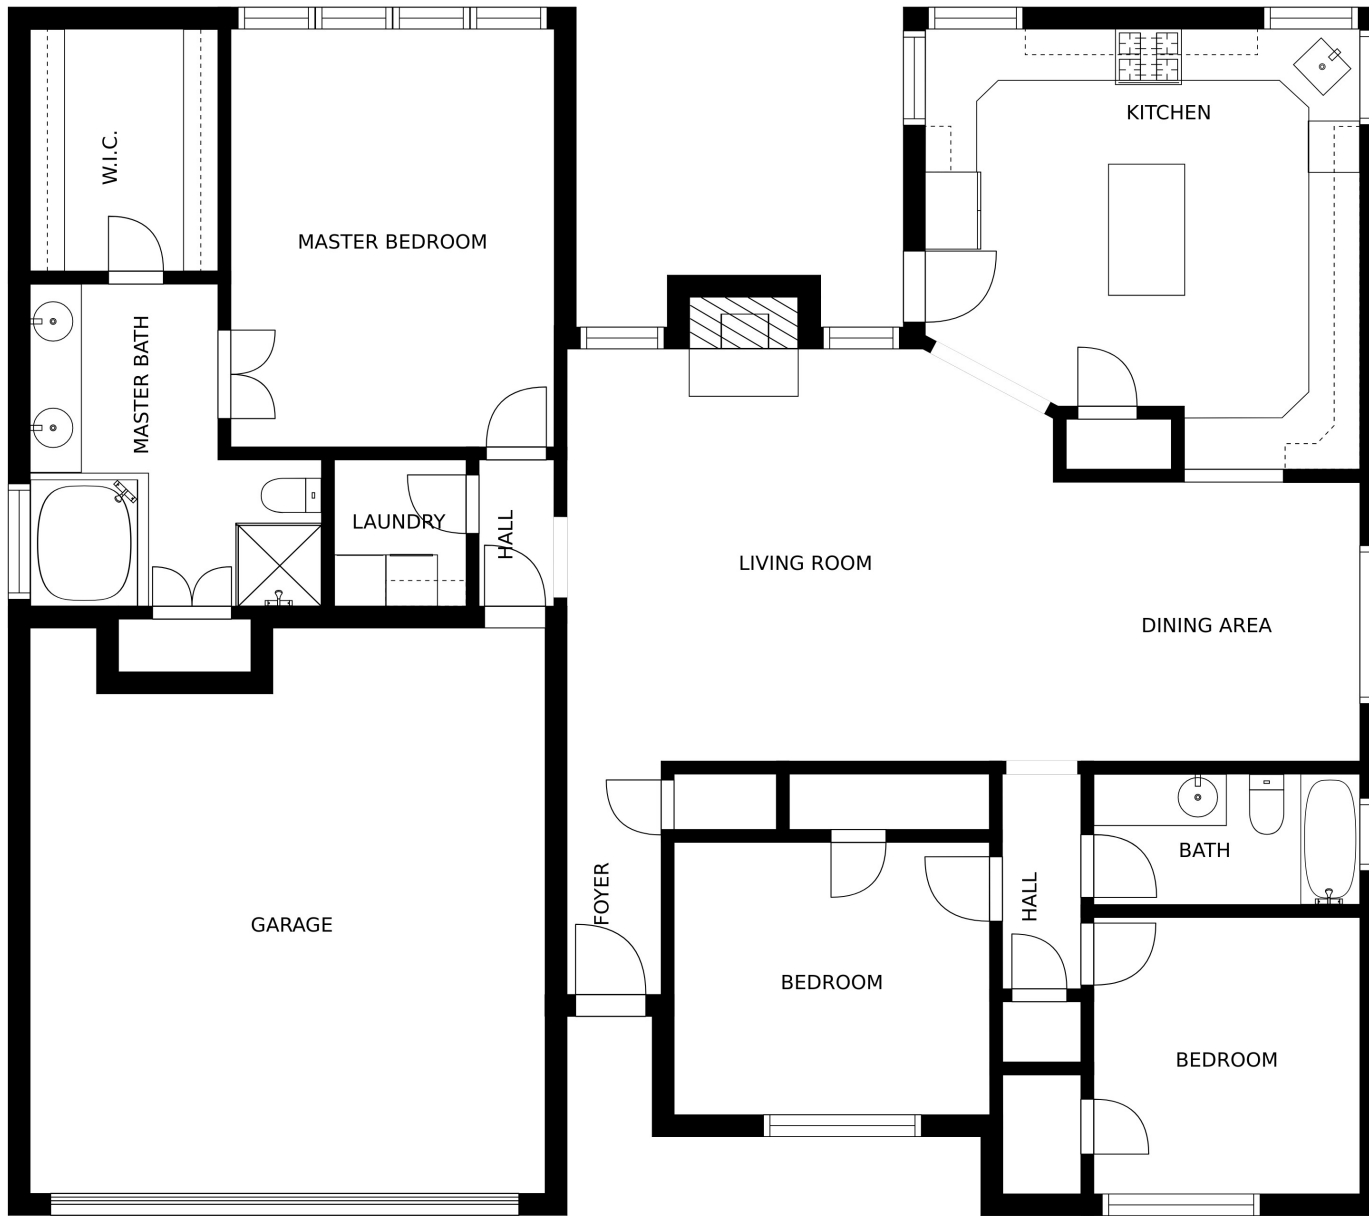 KITCHEN
W.I.C.
MASTER BEDROOM
MASTER BATH
LAUNDRY
HALL
LIVING ROOM
DINING AREA
BATH
FOYER
HALL
GARAGE
BEDROOM
BEDROOM